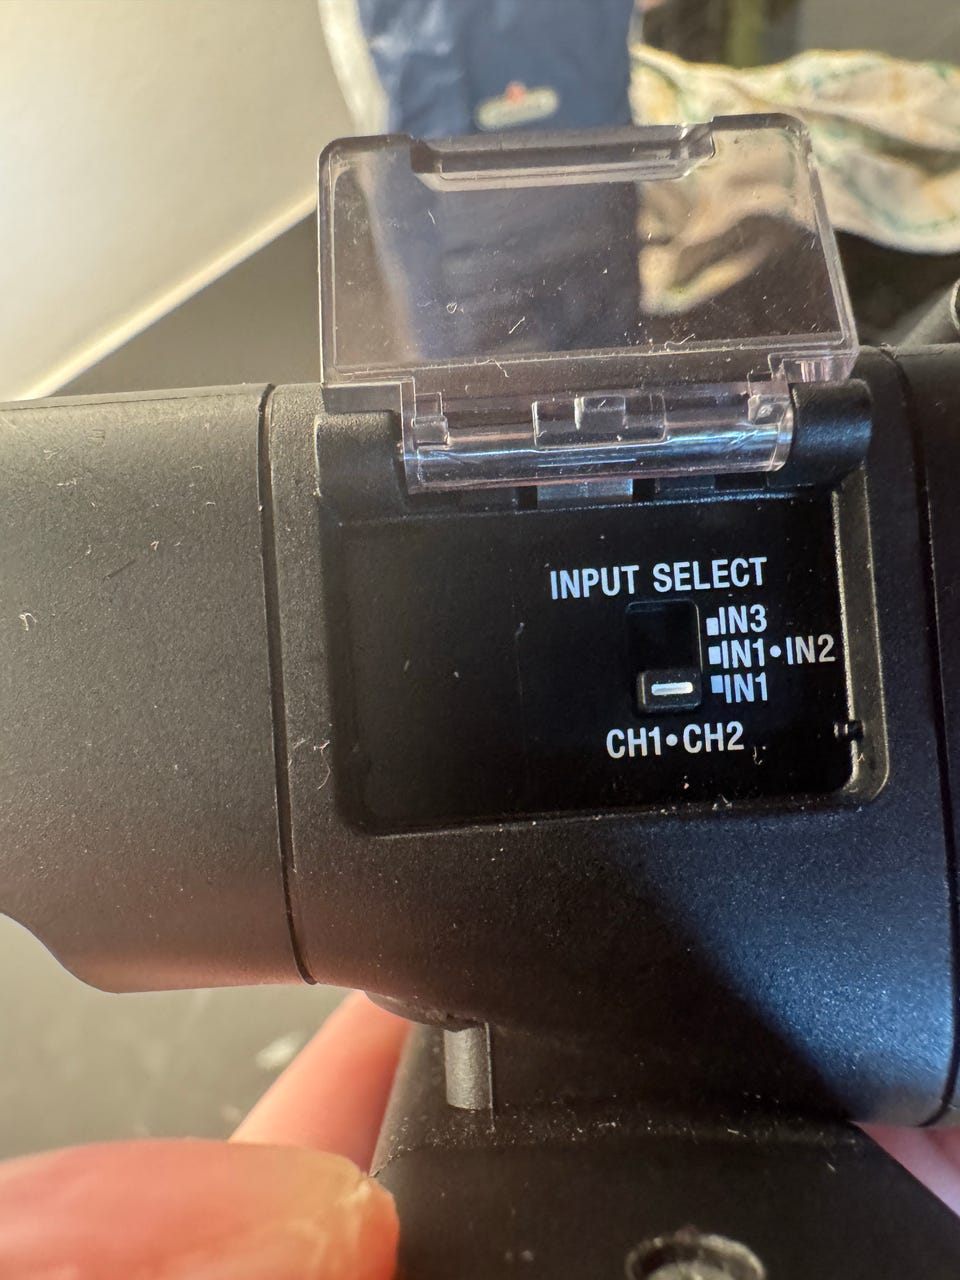 INPUT SELECT
IN3
IN1•IN2
IN1
CH1•CH2